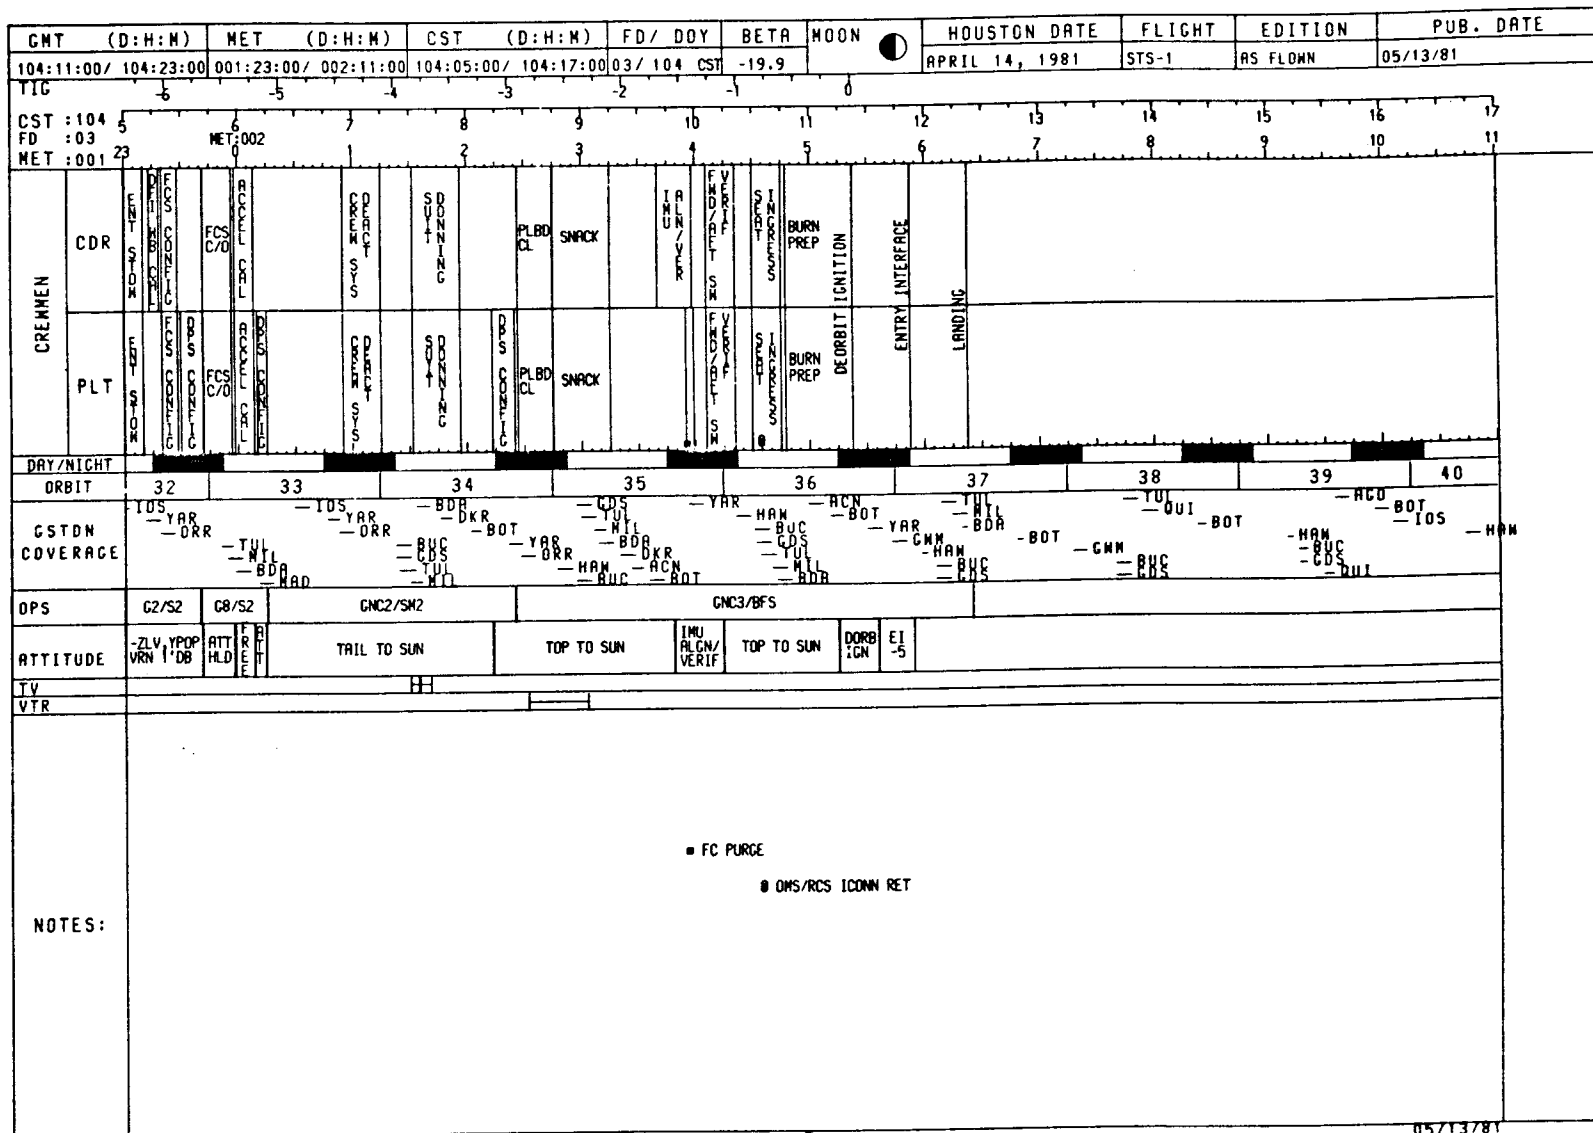 GMT (D:H:M) MET (D:H:M) CST (D:H:M) FD/ DOY BETA MOON HOUSTON DATE FLIGHT EDITION PUB. DATE
104:11:00/ 104:23:00 001:23:00/ 002:11:00 104:05:00/ 104:17:00 03/ 104 CST -19.9 APRIL 14, 1981 STS-1 AS FLOWN 05/13/81
TIG -6 -5 -4 -3 -2 -1 0
CST :104 5 6 7 8 9 10 11 12 13 14 15 16 17
FD :03 MET:002
MET :001 23 0 1 2 3 4 5 6 7 8 9 10 11
CREWMEN
CDR
ENT STOW
DFI WB CAL
FCS CONFIG
FCS C/O
ACCEL CAL
CREW SYS DEACT
SUIT DONNING
PLBD CL
SNACK
IMU ALN/VER
FWD/AFT SW VERIF
SEAT INGRESS
BURN PREP
DEORBIT IGNITION
ENTRY INTERFACE
LANDING
PLT
ENT STOW
FCS CONFIG
DPS CONFIG
FCS C/O
ACCEL CAL
DPS CONFIG
CREW SYS DEACT
SUIT DONNING
DPS CONFIG
PLBD CL
SNACK
FWD/AFT SW VERIF
SEAT INGRESS
BURN PREP
DAY/NIGHT
ORBIT 32 33 34 35 36 37 38 39 40
GSTDN COVERAGE
IOS IOS BDA GDS YAR ACN TUL TUL AGO
YAR YAR DKR TUL HAW BOT MIL QUI BOT
ORR ORR BOT MIL BUC YAR BDA BOT IOS
TUL BUC YAR BDA GDS GWM BOT HAW HAW
MIL GDS ORR DKR TUL HAW GWM BUC
BDA TUL HAW ACN MIL BUC BUC GDS
MAD MIL BUC BOT BDA GDS GDS QUI
OPS G2/S2 G8/S2 GNC2/SM2 GNC3/BFS
ATTITUDE
-ZLV,YPOP VRN 1°DB
ATT HLD
FREE
ATT
TAIL TO SUN
TOP TO SUN
IMU ALGN/ VERIF
TOP TO SUN
DORB IGN
EI -5
TV
VTR
FC PURGE
OMS/RCS ICONN RET
NOTES:
05/13/81